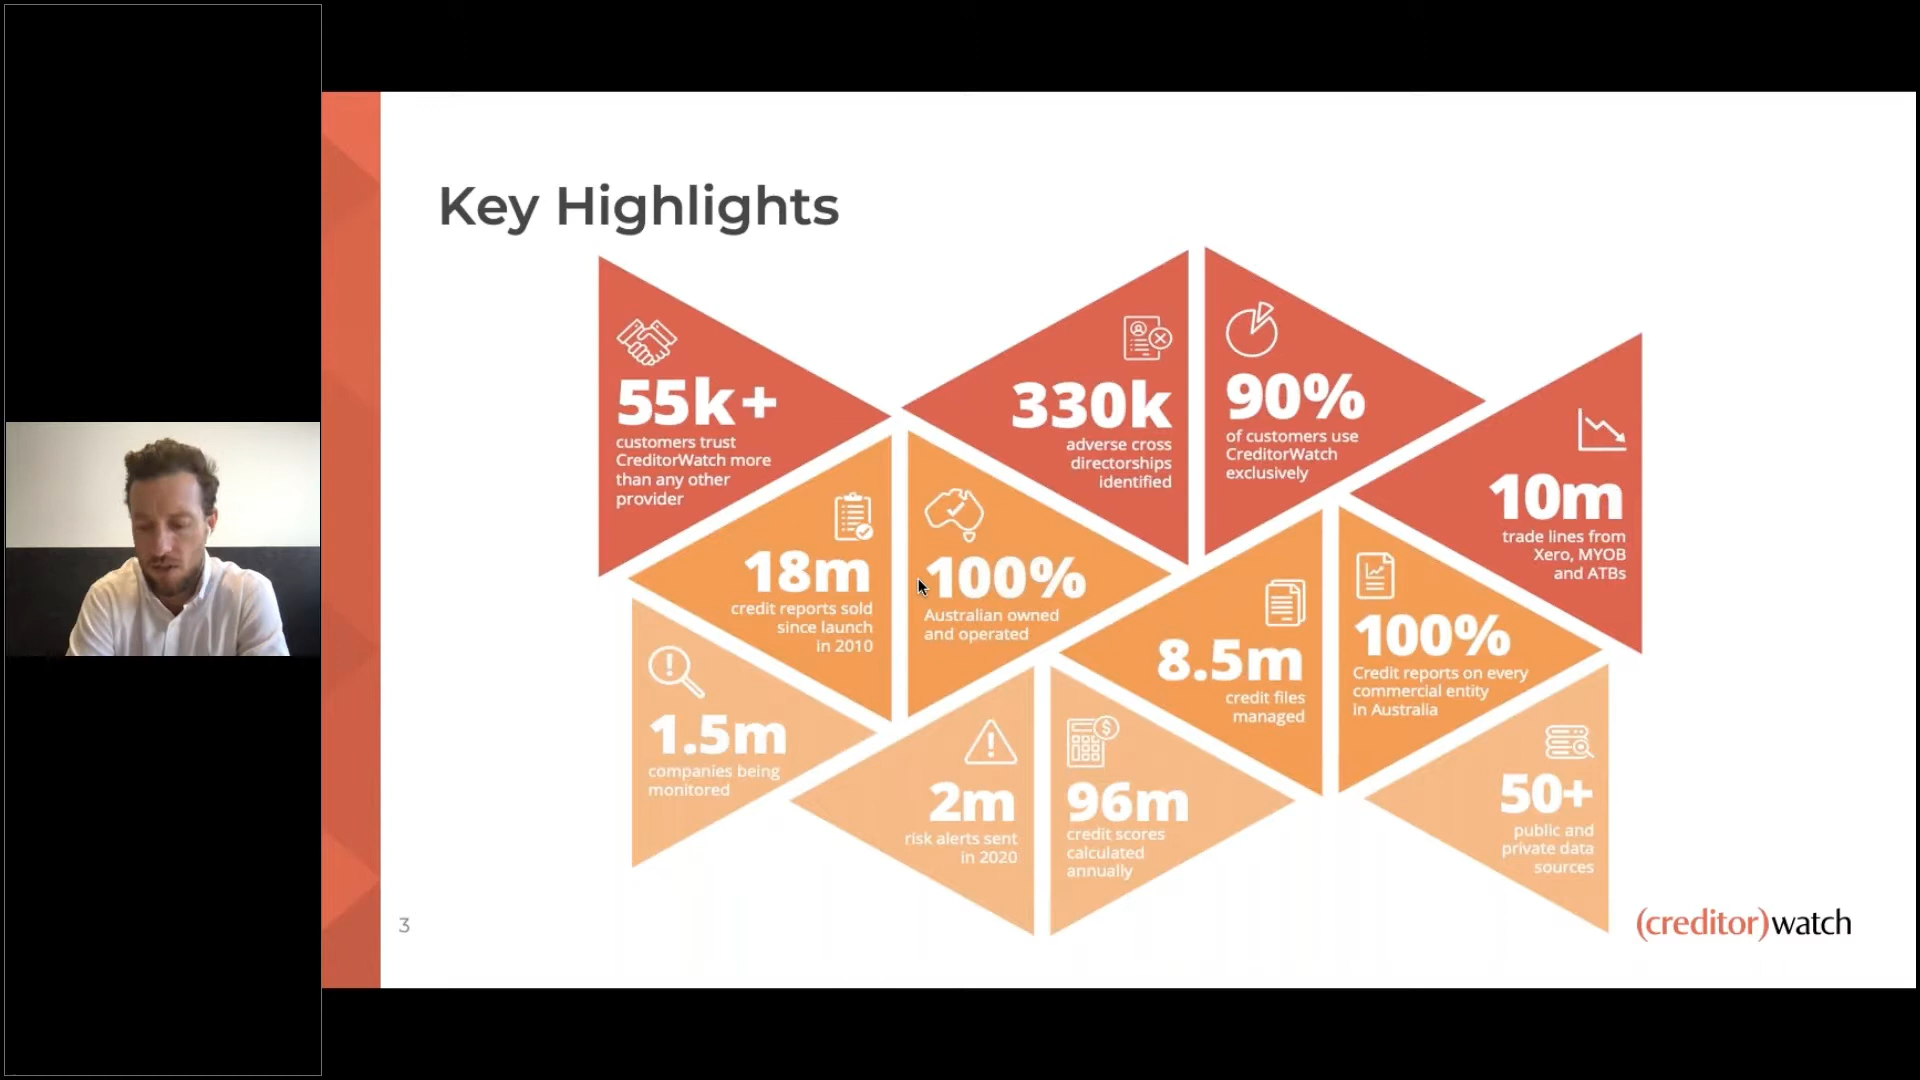 Key Highlights
55k+
customers trust
CreditorWatch more
than any other
provider
330k
adverse cross
directorships
identified
90%
of customers use
CreditorWatch
exclusively
10m
trade lines from
Xero, MYOB
and ATBs
18m
credit reports sold
since launch
in 2010
100%
Australian owned
and operated
8.5m
credit files
managed
100%
Credit reports on every
commercial entity
in Australia
1.5m
companies being
monitored
2m
risk alerts sent
in 2020
96m
credit scores
calculated
annually
50+
public and
private data
sources
3
(creditor)watch